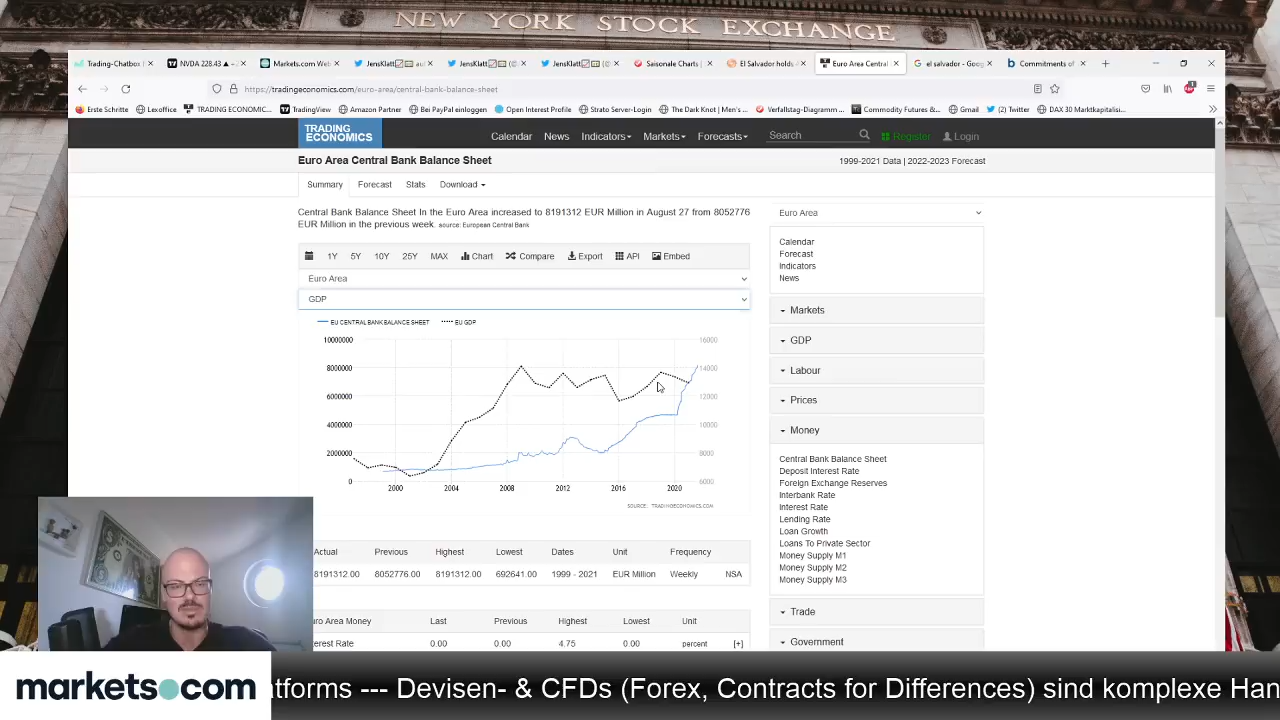 NEW YORK STOCK EXCHANGE
Trading-Chatbox
NVDA 228.43 ▲
Markets.com Web
JensKlatt
JensKlatt
JensKlatt
Saisonale Charts
El Salvador holds
Euro Area Central
el salvador - Goog
Commitments of
https://tradingeconomics.com/euro-area/central-bank-balance-sheet
Erste Schritte Lexoffice TRADING ECONOMIC... TradingView Amazon Partner Bei PayPal einloggen Open Interest Profile Strato Server-Login The Dark Knot | Men's ... Verfallstag-Diagramm ... Commodity Futures &... Gmail (2) Twitter DAX 30 Marktkapitalisi...
TRADING
ECONOMICS
Calendar News Indicators Markets Forecasts Search Register Login
Euro Area Central Bank Balance Sheet
1999-2021 Data | 2022-2023 Forecast
Summary Forecast Stats Download
Central Bank Balance Sheet In the Euro Area increased to 8191312 EUR Million in August 27 from 8052776
EUR Million in the previous week. source: European Central Bank
1Y 5Y 10Y 25Y MAX Chart Compare Export API Embed
Euro Area
GDP
EU CENTRAL BANK BALANCE SHEET EU GDP
10000000 16000
8000000 14000
6000000 12000
4000000 10000
2000000 8000
0 6000
2000 2004 2008 2012 2016 2020
SOURCE: TRADINGECONOMICS.COM
Actual Previous Highest Lowest Dates Unit Frequency
8191312.00 8052776.00 8191312.00 692641.00 1999 - 2021 EUR Million Weekly NSA
uro Area Money Last Previous Highest Lowest Unit
terest Rate 0.00 0.00 4.75 0.00 percent [+]
Euro Area
Calendar
Forecast
Indicators
News
Markets
GDP
Labour
Prices
Money
Central Bank Balance Sheet
Deposit Interest Rate
Foreign Exchange Reserves
Interbank Rate
Interest Rate
Lending Rate
Loan Growth
Loans To Private Sector
Money Supply M1
Money Supply M2
Money Supply M3
Trade
Government
markets.com
atforms --- Devisen- & CFDs (Forex, Contracts for Differences) sind komplexe Han